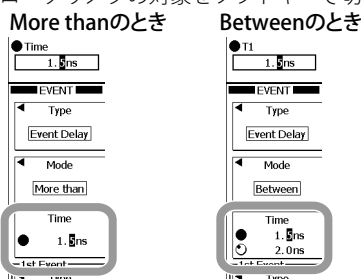 More thanのとき
Time
1. 5ns
EVENT
Type
Event Delay
Mode
More than
Time
1. 5ns
1st Event
Betweenのとき
T1
1. 5ns
EVENT
Type
Event Delay
Mode
Between
Time
1. 5ns
2. 0ns
1st Event